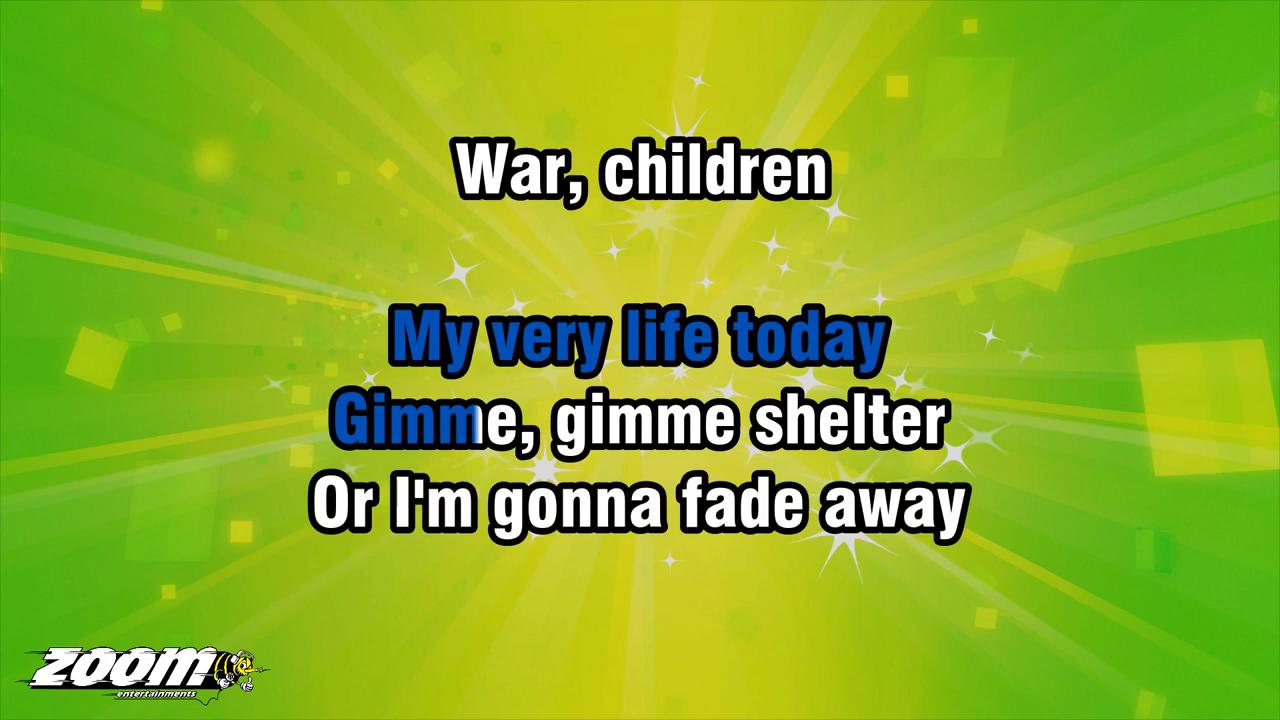 War, children
My very life today
Gimme, gimme shelter
Or I'm gonna fade away
zoom
entertainments